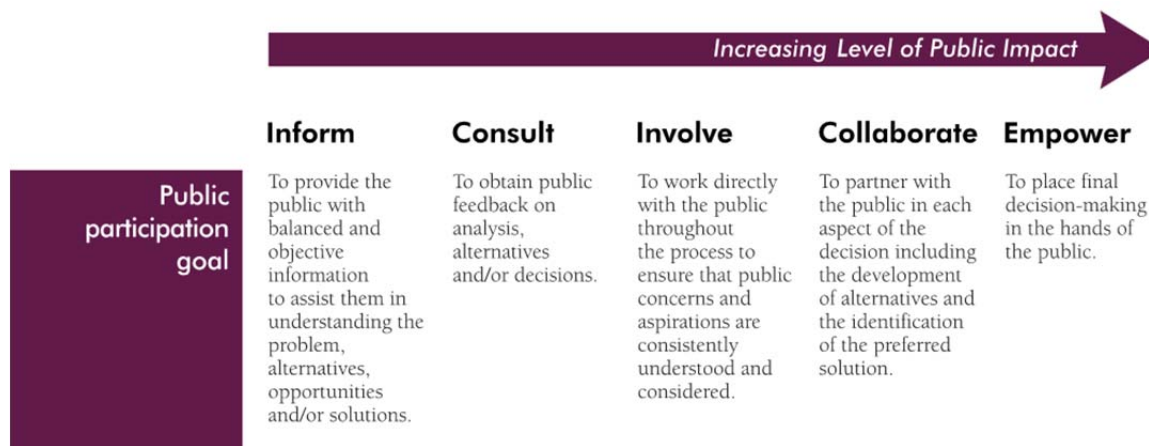 Increasing Level of Public Impact
Inform
Consult
Involve
Collaborate
Empower
Public
participation
goal
To provide the
public with
balanced and
objective
information
to assist them in
understanding the
problem,
alternatives,
opportunities
and/or solutions.
To obtain public
feedback on
analysis,
alternatives
and/or decisions.
To work directly
with the public
throughout
the process to
ensure that public
concerns and
aspirations are
consistently
understood and
considered.
To partner with
the public in each
aspect of the
decision including
the development
of alternatives and
the identification
of the preferred
solution.
To place final
decision-making
in the hands of
the public.